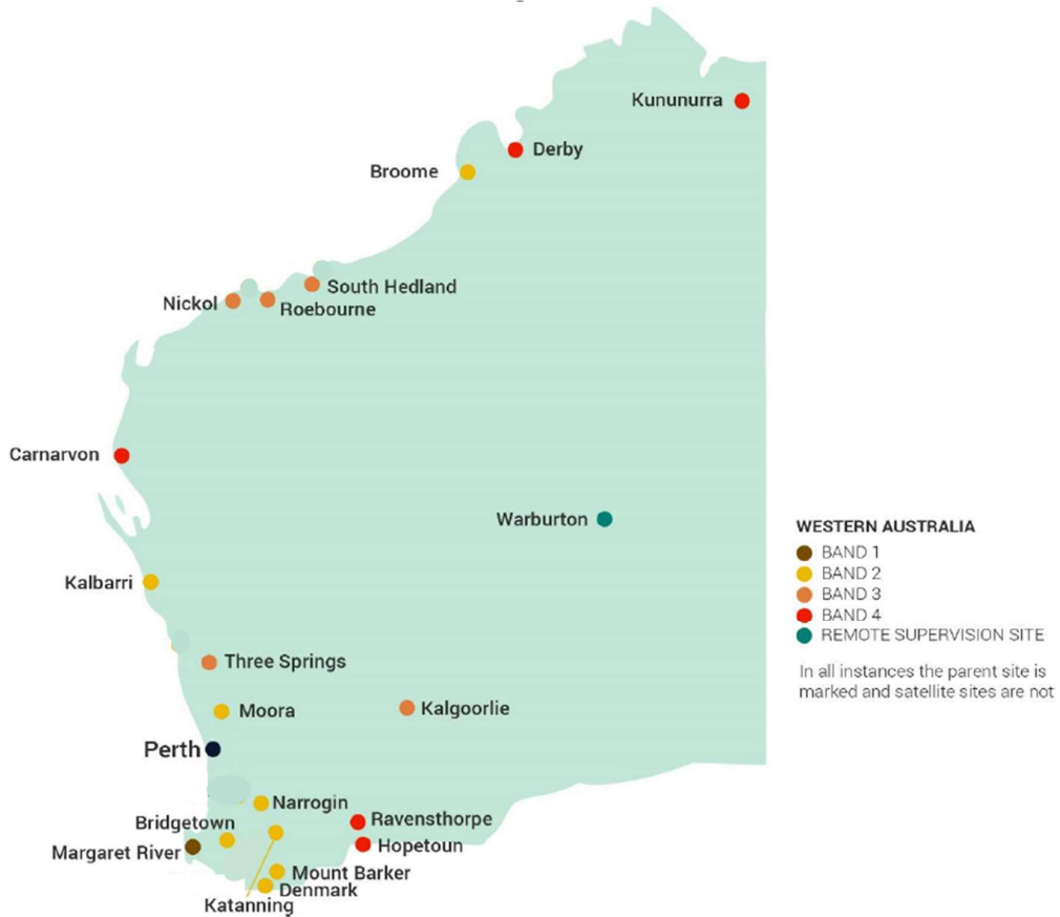 Kununurra
Derby
Broome
South Hedland
Nickol
Roebourne
Carnarvon
Warburton
WESTERN AUSTRALIA
BAND 1
BAND 2
BAND 3
BAND 4
REMOTE SUPERVISION SITE
In all instances the parent site is
marked and satellite sites are not
Kalbarri
Three Springs
Moora
Kalgoorlie
Perth
Narrogin
Bridgetown
Ravensthorpe
Margaret River
Hopetoun
Mount Barker
Denmark
Katanning